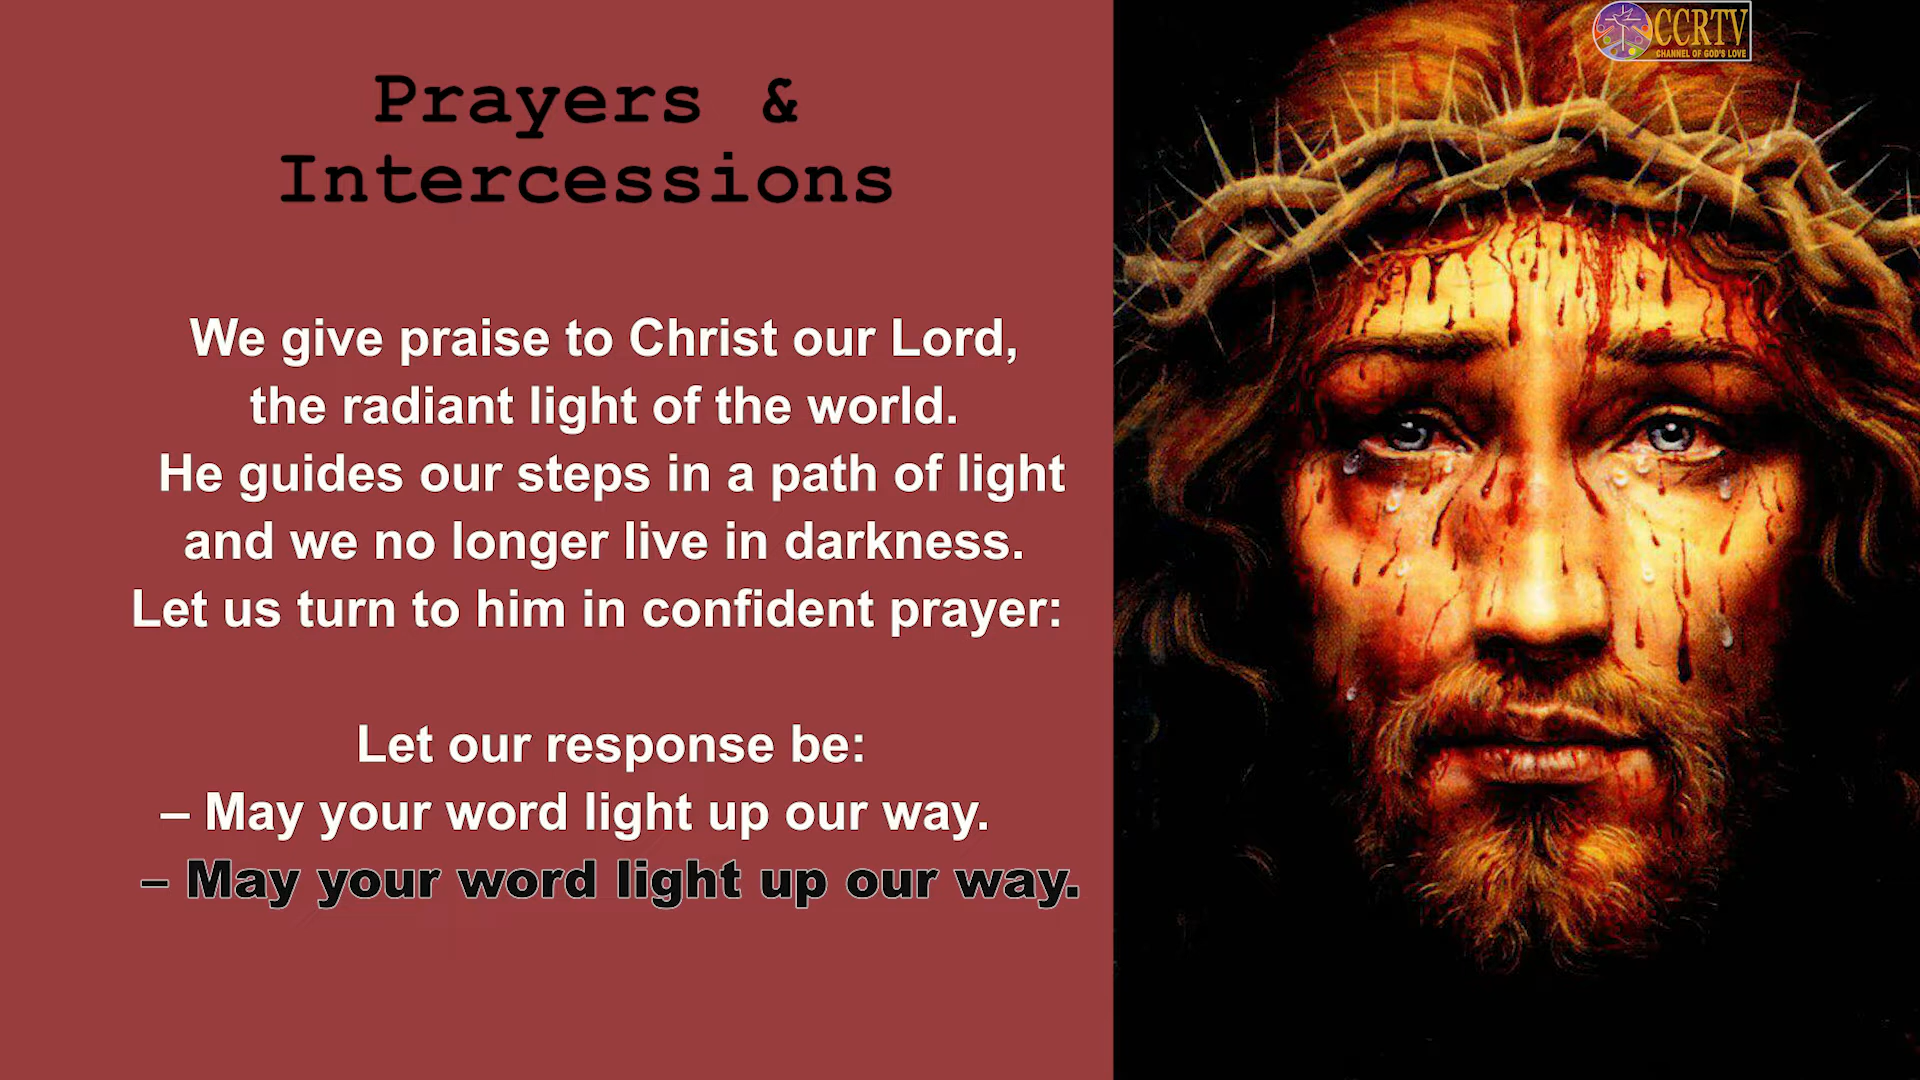 CCRTV
CHANNEL OF GOD'S LOVE
Prayers &
Intercessions
We give praise to Christ our Lord,
the radiant light of the world.
He guides our steps in a path of light
and we no longer live in darkness.
Let us turn to him in confident prayer:
Let our response be:
– May your word light up our way.
– May your word light up our way.